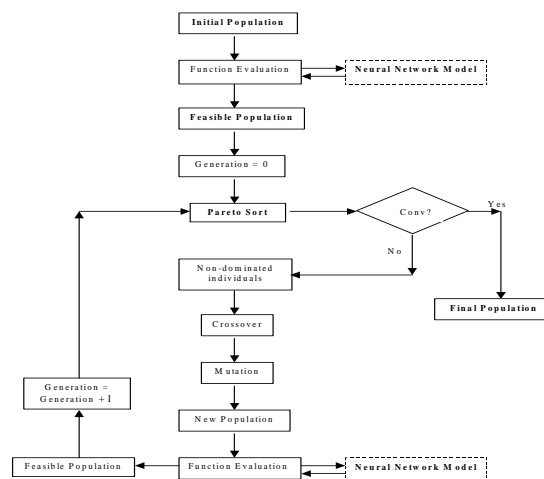 Initial Population
Function Evaluation
Neural Network Model
Feasible Population
Generation = 0
Pareto Sort
Conv?
Yes
No
Non-dominated
individuals
Final Population
Crossover
Mutation
Generation =
Generation +1
New Population
Feasible Population
Function Evaluation
Neural Network Model